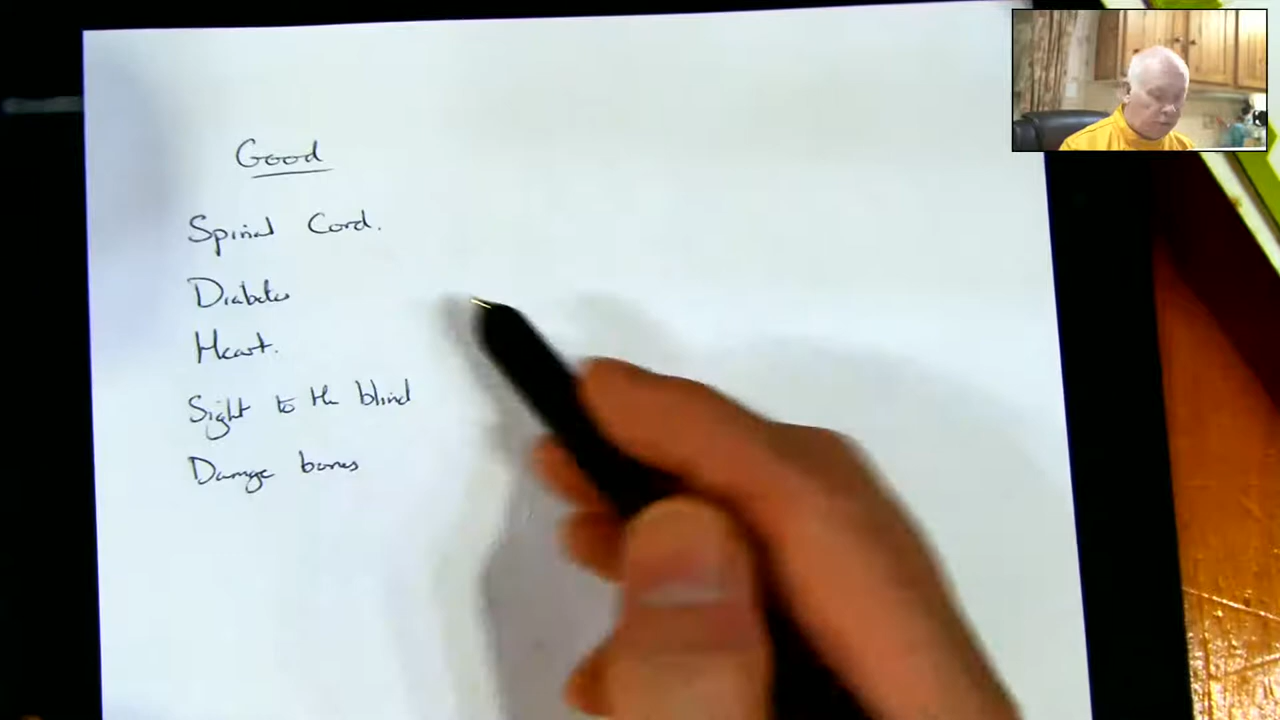 Good
Spinal Cord.
Diabetes
Heart.
Sight to the blind
Damage bones